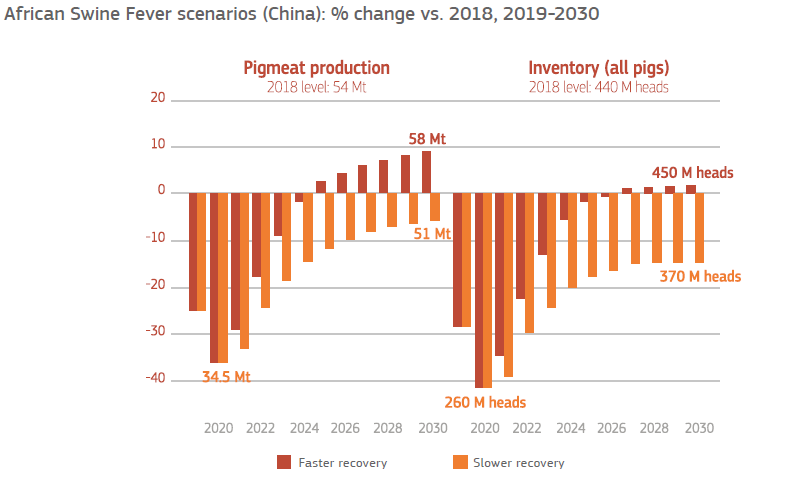 African Swine Fever scenarios (China): % change vs. 2018, 2019-2030
Pigmeat production
2018 level: 54 Mt
Inventory (all pigs)
2018 level: 440 M heads
20
10
0
-10
-20
-30
-40
58 Mt
51 Mt
34.5 Mt
450 M heads
370 M heads
260 M heads
2020 2022 2024 2026 2028 2030 2020 2022 2024 2026 2028 2030
Faster recovery Slower recovery